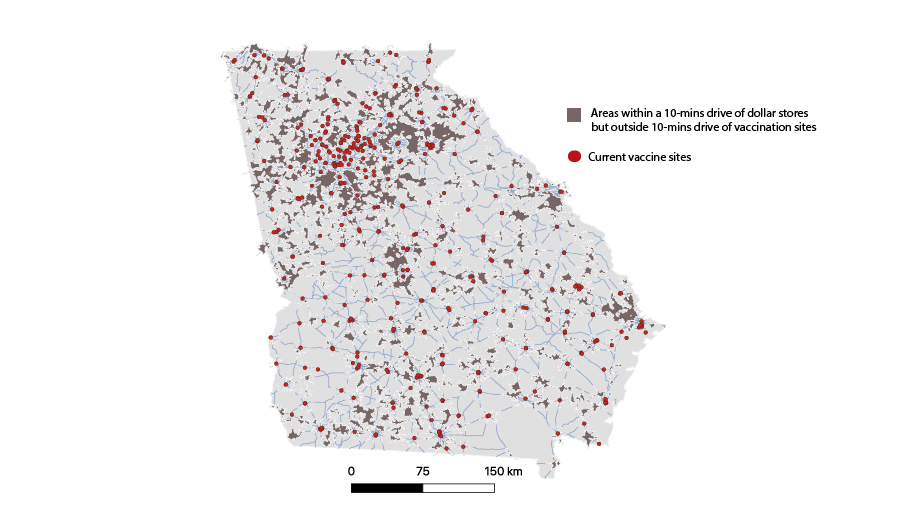 Areas within a 10-mins drive of dollar stores
but outside 10-mins drive of vaccination sites
Current vaccine sites
0 75 150 km